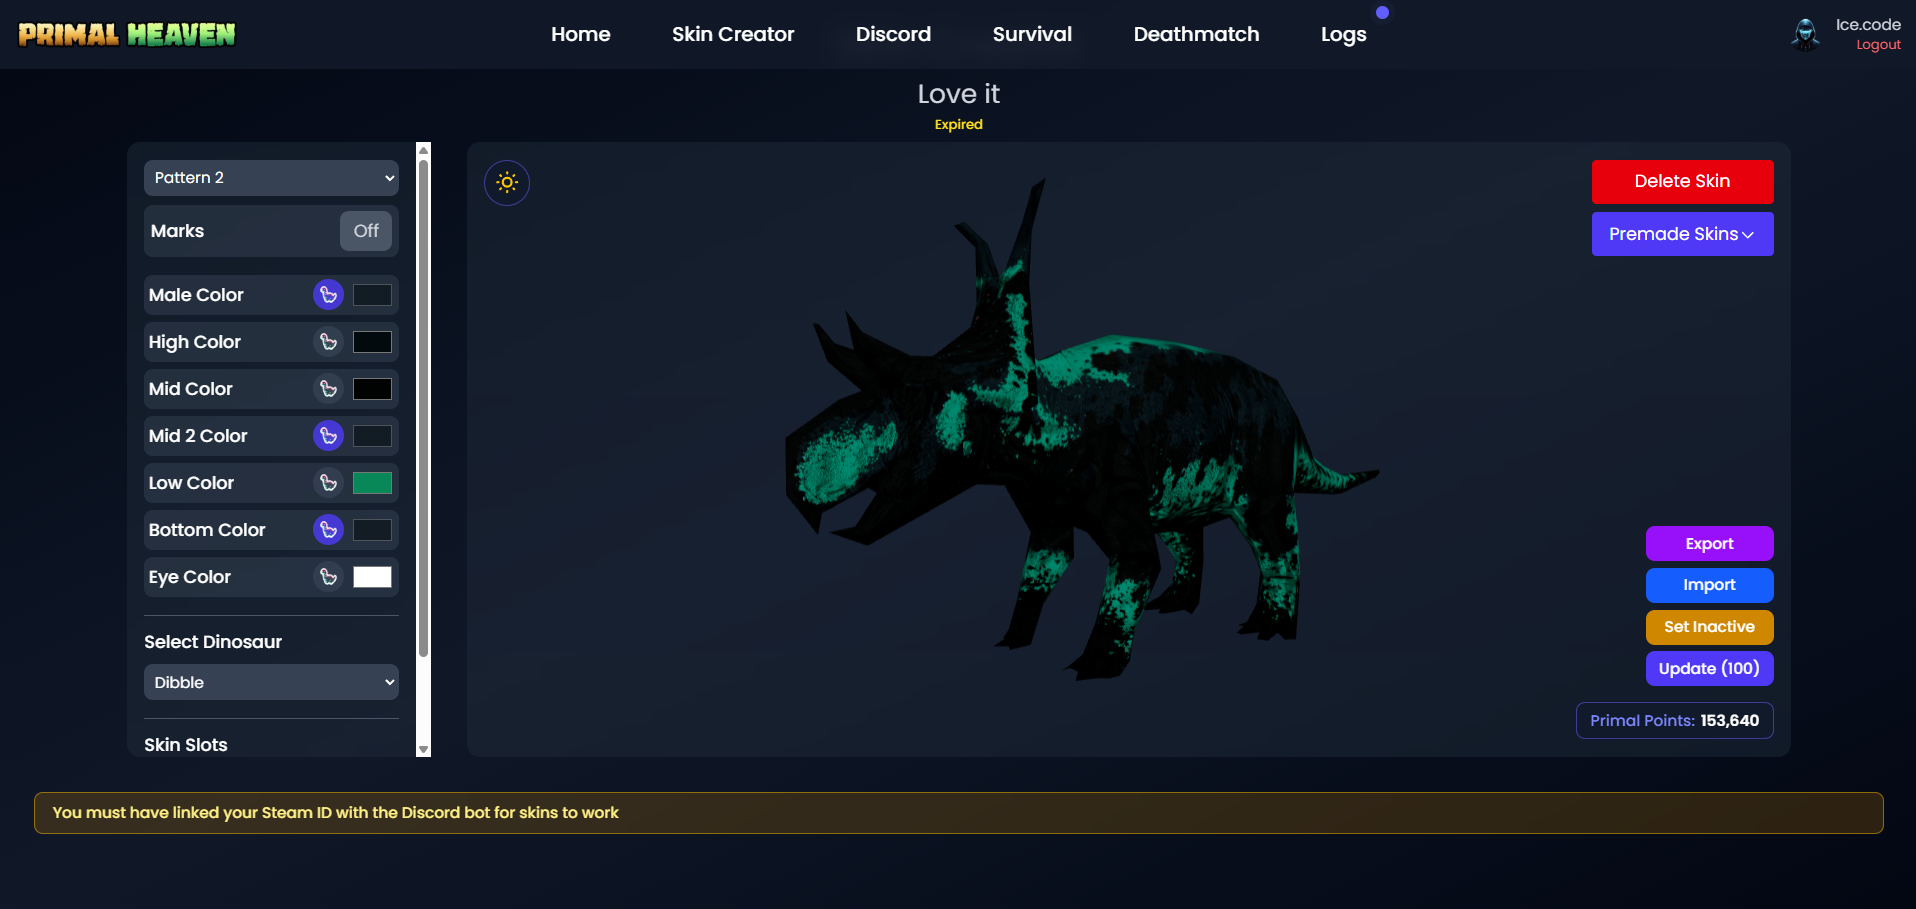 PRIMAL HEAVEN
Home
Skin Creator
Discord
Survival
Deathmatch
Logs
Ice.code
Logout
Love it
Expired
Pattern 2
Marks
Off
Male Color
High Color
Mid Color
Mid 2 Color
Low Color
Bottom Color
Eye Color
Select Dinosaur
Dibble
Skin Slots
Delete Skin
Premade Skins
Export
Import
Set Inactive
Update (100)
Primal Points: 153,640
You must have linked your Steam ID with the Discord bot for skins to work